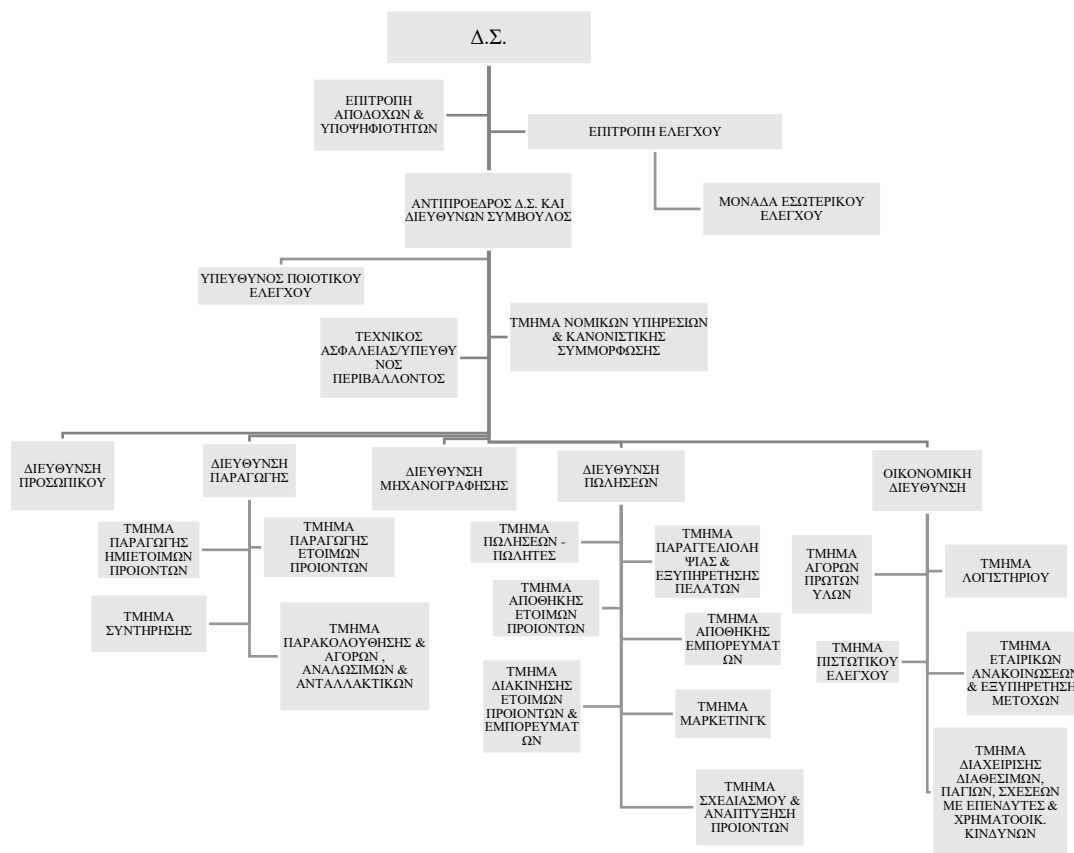 Δ.Σ.
ΕΠΙΤΡΟΠΗ
ΑΠΟΔΟΧΩΝ &
ΥΠΟΨΗΦΙΟΤΗΤΩΝ
ΕΠΙΤΡΟΠΗ ΕΛΕΓΧΟΥ
ΜΟΝΑΔΑ ΕΣΩΤΕΡΙΚΟΥ
ΕΛΕΓΧΟΥ
ΑΝΤΙΠΡΟΕΔΡΟΣ Δ.Σ. ΚΑΙ
ΔΙΕΥΘΥΝΩΝ ΣΥΜΒΟΥΛΟΣ
ΥΠΕΥΘΥΝΟΣ ΠΟΙΟΤΙΚΟΥ
ΕΛΕΓΧΟΥ
ΤΜΗΜΑ ΝΟΜΙΚΩΝ ΥΠΗΡΕΣΙΩΝ
& ΚΑΝΟΝΙΣΤΙΚΗΣ
ΣΥΜΜΟΡΦΩΣΗΣ
ΤΕΧΝΙΚΟΣ
ΑΣΦΑΛΕΙΑΣ/ΥΠΕΥΘΥ
ΝΟΣ
ΠΕΡΙΒΑΛΛΟΝΤΟΣ
ΔΙΕΥΘΥΝΣΗ
ΠΡΟΣΩΠΙΚΟΥ
ΔΙΕΥΘΥΝΣΗ
ΠΑΡΑΓΩΓΗΣ
ΤΜΗΜΑ
ΠΑΡΑΓΩΓΗΣ
ΗΜΙΕΤΟΙΜΩΝ
ΠΡΟΙΟΝΤΩΝ
ΤΜΗΜΑ
ΠΑΡΑΓΩΓΗΣ
ΕΤΟΙΜΩΝ
ΠΡΟΙΟΝΤΩΝ
ΤΜΗΜΑ
ΣΥΝΤΗΡΗΣΗΣ
ΤΜΗΜΑ
ΠΑΡΑΚΟΛΟΥΘΗΣΗΣ &
ΑΓΟΡΩΝ ,
ΑΝΑΛΩΣΙΜΩΝ &
ΑΝΤΑΛΛΑΚΤΙΚΩΝ
ΔΙΕΥΘΥΝΣΗ
ΜΗΧΑΝΟΓΡΑΦΗΣΗΣ
ΔΙΕΥΘΥΝΣΗ
ΠΩΛΗΣΕΩΝ
ΤΜΗΜΑ
ΠΩΛΗΣΕΩΝ -
ΠΩΛΗΤΕΣ
ΤΜΗΜΑ
ΠΑΡΑΓΓΕΛΙΟΛΗ
ΨΙΑΣ &
ΕΞΥΠΗΡΕΤΗΣΗΣ
ΠΕΛΑΤΩΝ
ΤΜΗΜΑ
ΑΠΟΘΗΚΗΣ
ΕΤΟΙΜΩΝ
ΠΡΟΙΟΝΤΩΝ
ΤΜΗΜΑ
ΑΠΟΘΗΚΗΣ
ΕΜΠΟΡΕΥΜΑΤ
ΩΝ
ΤΜΗΜΑ
ΔΙΑΚΙΝΗΣΗΣ
ΕΤΟΙΜΩΝ
ΠΡΟΙΟΝΤΩΝ &
ΕΜΠΟΡΕΥΜΑΤ
ΩΝ
ΤΜΗΜΑ
ΜΑΡΚΕΤΙΝΓΚ
ΤΜΗΜΑ
ΣΧΕΔΙΑΣΜΟΥ &
ΑΝΑΠΤΥΞΗΣΗ
ΠΡΟΙΟΝΤΩΝ
ΟΙΚΟΝΟΜΙΚΗ
ΔΙΕΥΘΥΝΣΗ
ΤΜΗΜΑ
ΑΓΟΡΩΝ
ΠΡΩΤΩΝ
ΥΛΩΝ
ΤΜΗΜΑ
ΛΟΓΙΣΤΗΡΙΟΥ
ΤΜΗΜΑ
ΠΙΣΤΩΤΙΚΟΥ
ΕΛΕΓΧΟΥ
ΤΜΗΜΑ
ΕΤΑΙΡΙΚΩΝ
ΑΝΑΚΟΙΝΩΣΕΩΝ
& ΕΞΥΠΗΡΕΤΗΣΗ
ΜΕΤΟΧΩΝ
ΤΜΗΜΑ
ΔΙΑΧΕΙΡΙΣΗΣ
ΔΙΑΘΕΣΙΜΩΝ,
ΠΑΓΙΩΝ, ΣΧΕΣΕΩΝ
ΜΕ ΕΠΕΝΔΥΤΕΣ &
ΧΡΗΜΑΤΟΟΙΚ.
ΚΙΝΔΥΝΩΝ